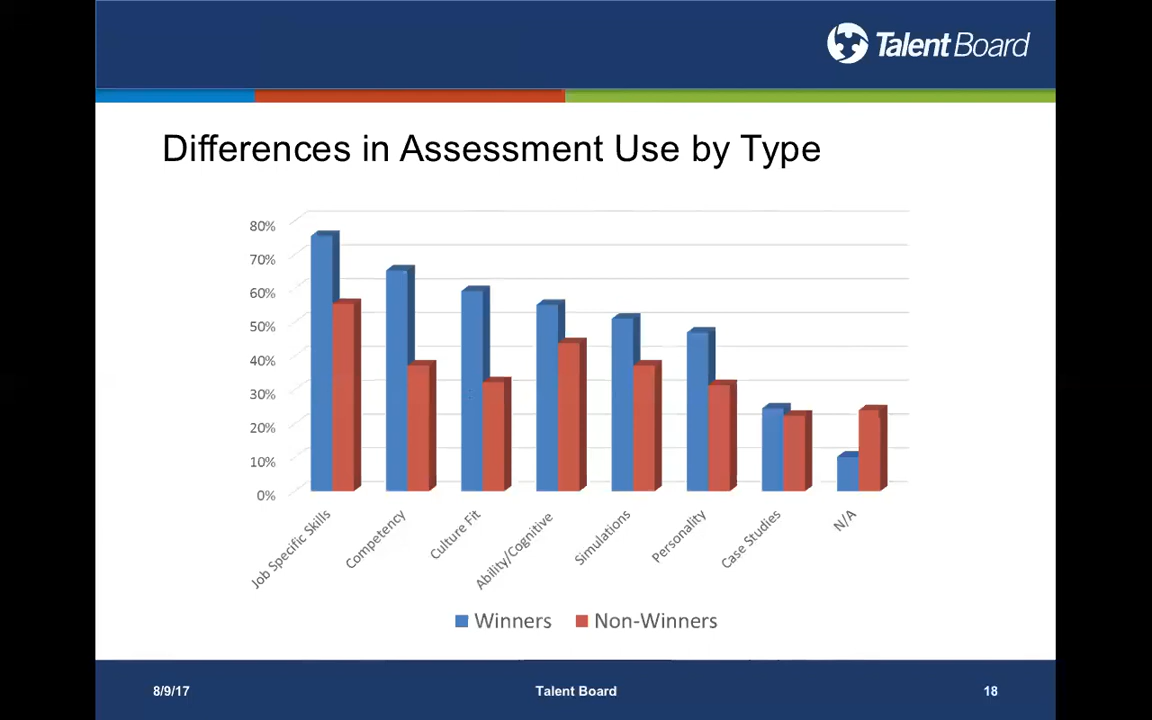 Talent Board
Differences in Assessment Use by Type
80%
70%
60%
50%
40%
30%
20%
10%
0%
Job Specific Skills
Competency
Culture Fit
Ability/Cognitive
Simulations
Personality
Case Studies
N/A
Winners Non-Winners
8/9/17 Talent Board 18